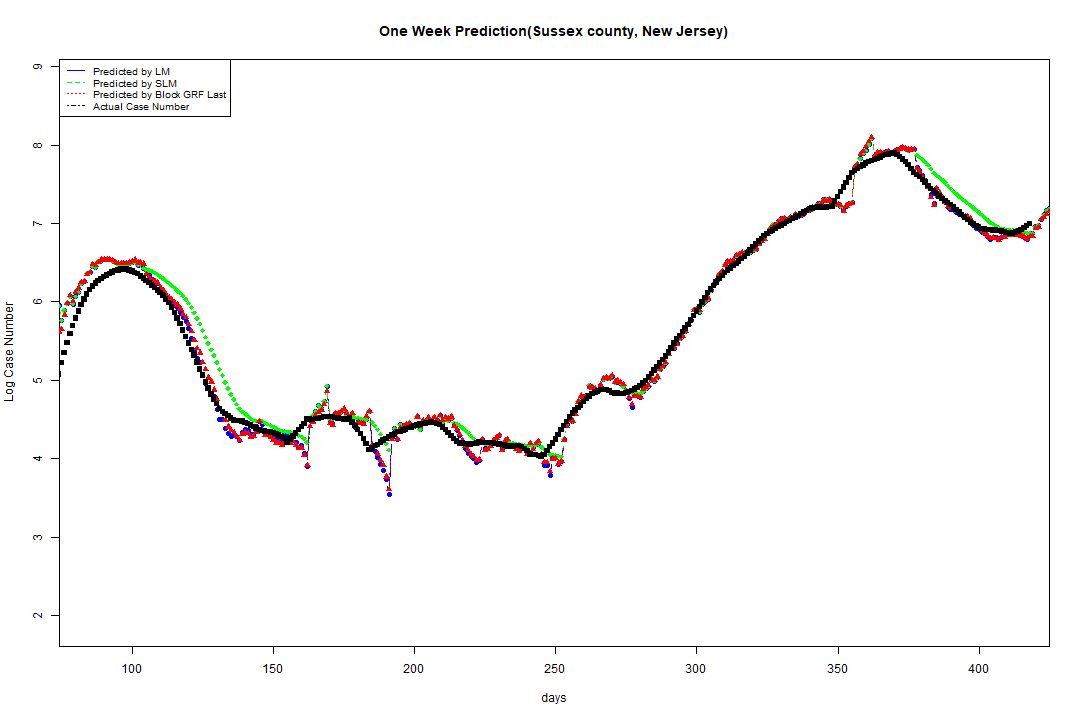 One Week Prediction(Sussex county, New Jersey)
Predicted by LM
Predicted by SLM
Predicted by Block GRF Last
Actual Case Number
Log Case Number
9
8
7
6
5
4
3
2
100 150 200 250 300 350 400
days